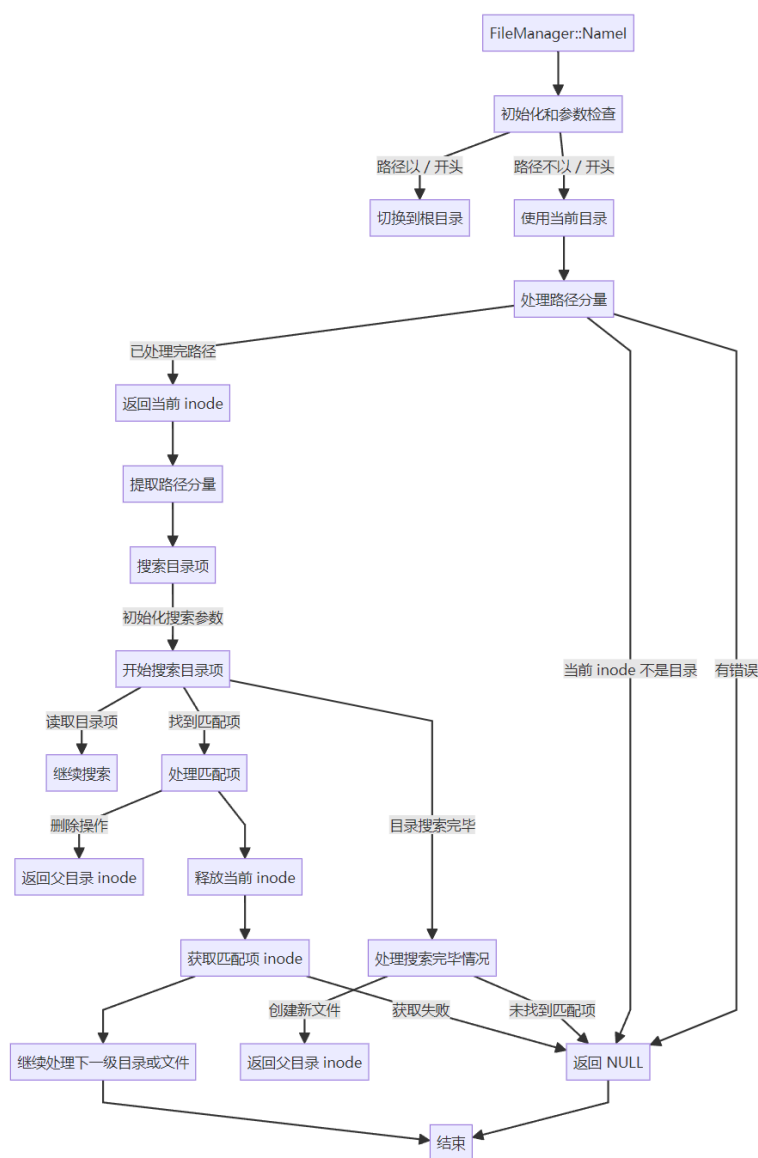 FileManager::NameI
初始化和参数检查
路径以 / 开头
路径不以 / 开头
切换到根目录
使用当前目录
处理路径分量
已处理完路径
返回当前 inode
提取路径分量
搜索目录项
初始化搜索参数
开始搜索目录项
当前 inode 不是目录
有错误
读取目录项
找到匹配项
继续搜索
处理匹配项
删除操作
目录搜索完毕
返回父目录 inode
释放当前 inode
获取匹配项 inode
处理搜索完毕情况
创建新文件
获取失败
未找到匹配项
继续处理下一级目录或文件
返回父目录 inode
返回 NULL
结束